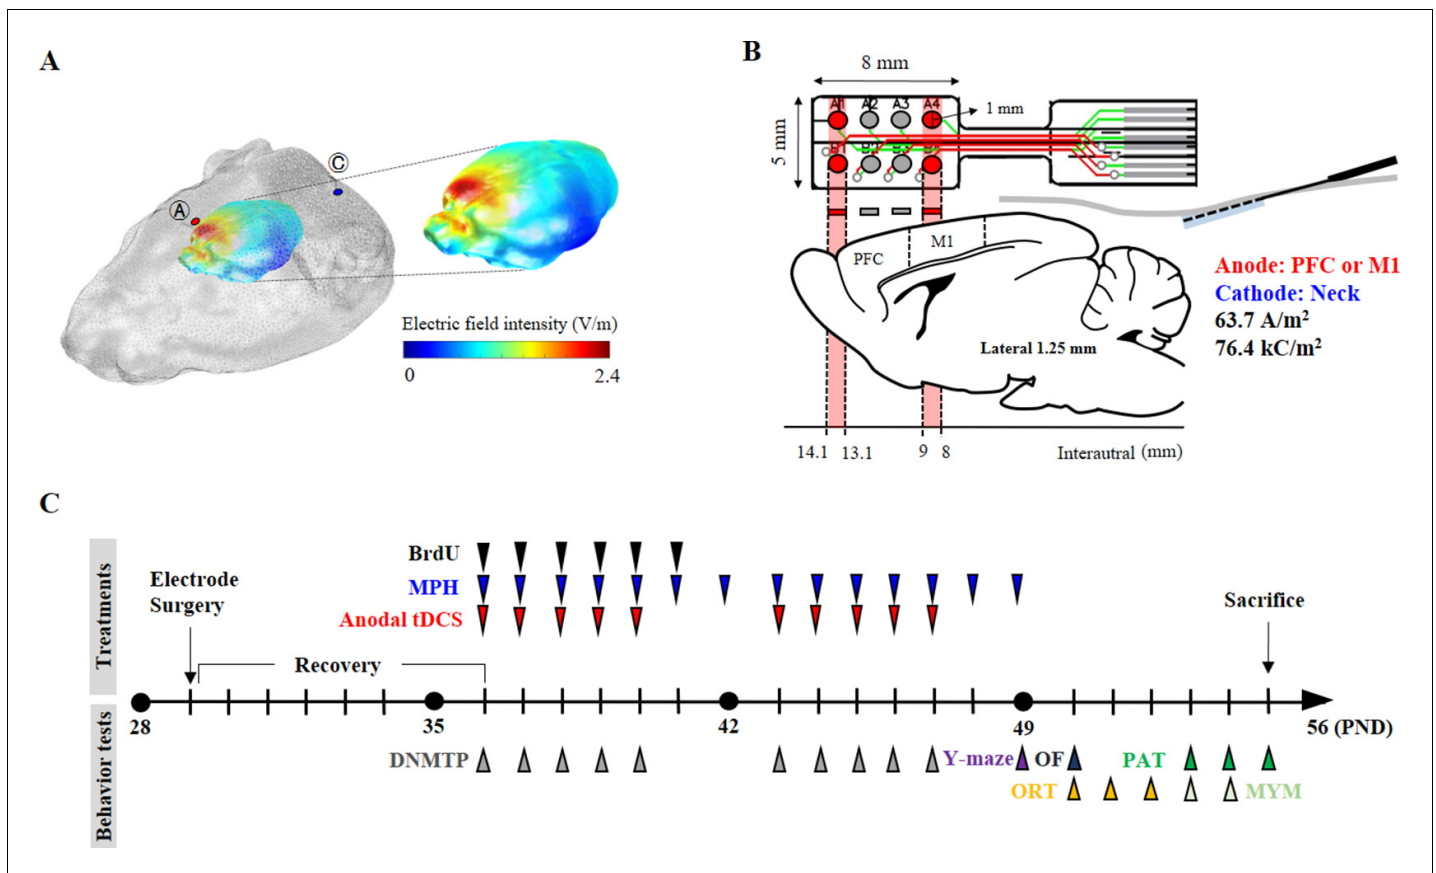 A
Ⓒ
Ⓐ
Electric field intensity (V/m)
0
2.4
B
8 mm
5 mm
A1
A2
A3
A4
1 mm
M1
PFC
Lateral 1.25 mm
14.1
13.1
9
8
Interautral (mm)
Anode: PFC or M1
Cathode: Neck
63.7 A/m²
76.4 kC/m²
C
Treatments
Electrode
Surgery
BrdU
MPH
Anodal tDCS
Recovery
Sacrifice
28
35
42
49
56 (PND)
Behavior tests
DNMTP
Y-maze
OF
PAT
ORT
MYM